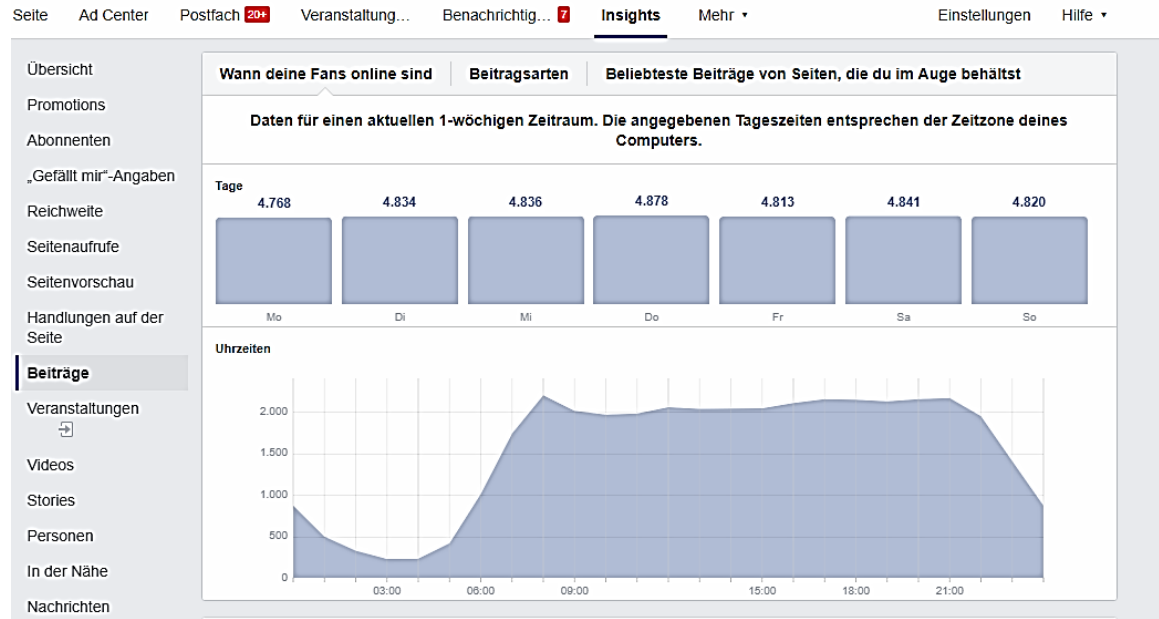 Seite Ad Center Postfach 20+ Veranstaltung... Benachrichtig... 7 Insights Mehr Einstellungen Hilfe
Übersicht
Promotions
Abonnenten
„Gefällt mir“-Angaben
Reichweite
Seitenaufrufe
Seitenvorschau
Handlungen auf der
Seite
Beiträge
Veranstaltungen
Videos
Stories
Personen
In der Nähe
Nachrichten
Wann deine Fans online sind Beitragsarten Beliebteste Beiträge von Seiten, die du im Auge behältst
Daten für einen aktuellen 1-wöchigen Zeitraum. Die angegebenen Tageszeiten entsprechen der Zeitzone deines
Computers.
Tage
4.768 4.834 4.836 4.878 4.813 4.841 4.820
Mo Di Mi Do Fr Sa So
Uhrzeiten
2.000
1.500
1.000
500
0
03:00 06:00 09:00 15:00 18:00 21:00